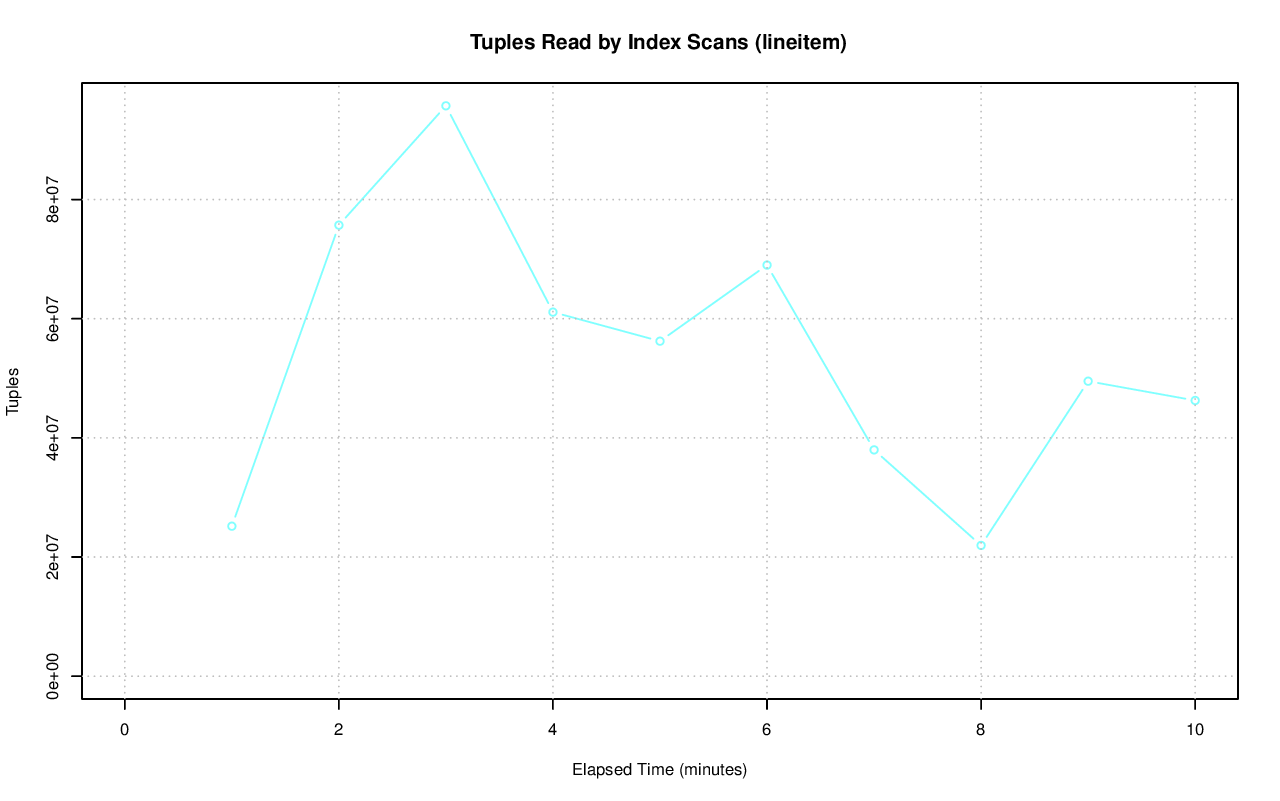 Tuples Read by Index Scans (lineitem)
Tuples
8e+07
6e+07
4e+07
2e+07
0e+00
0 2 4 6 8 10
Elapsed Time (minutes)